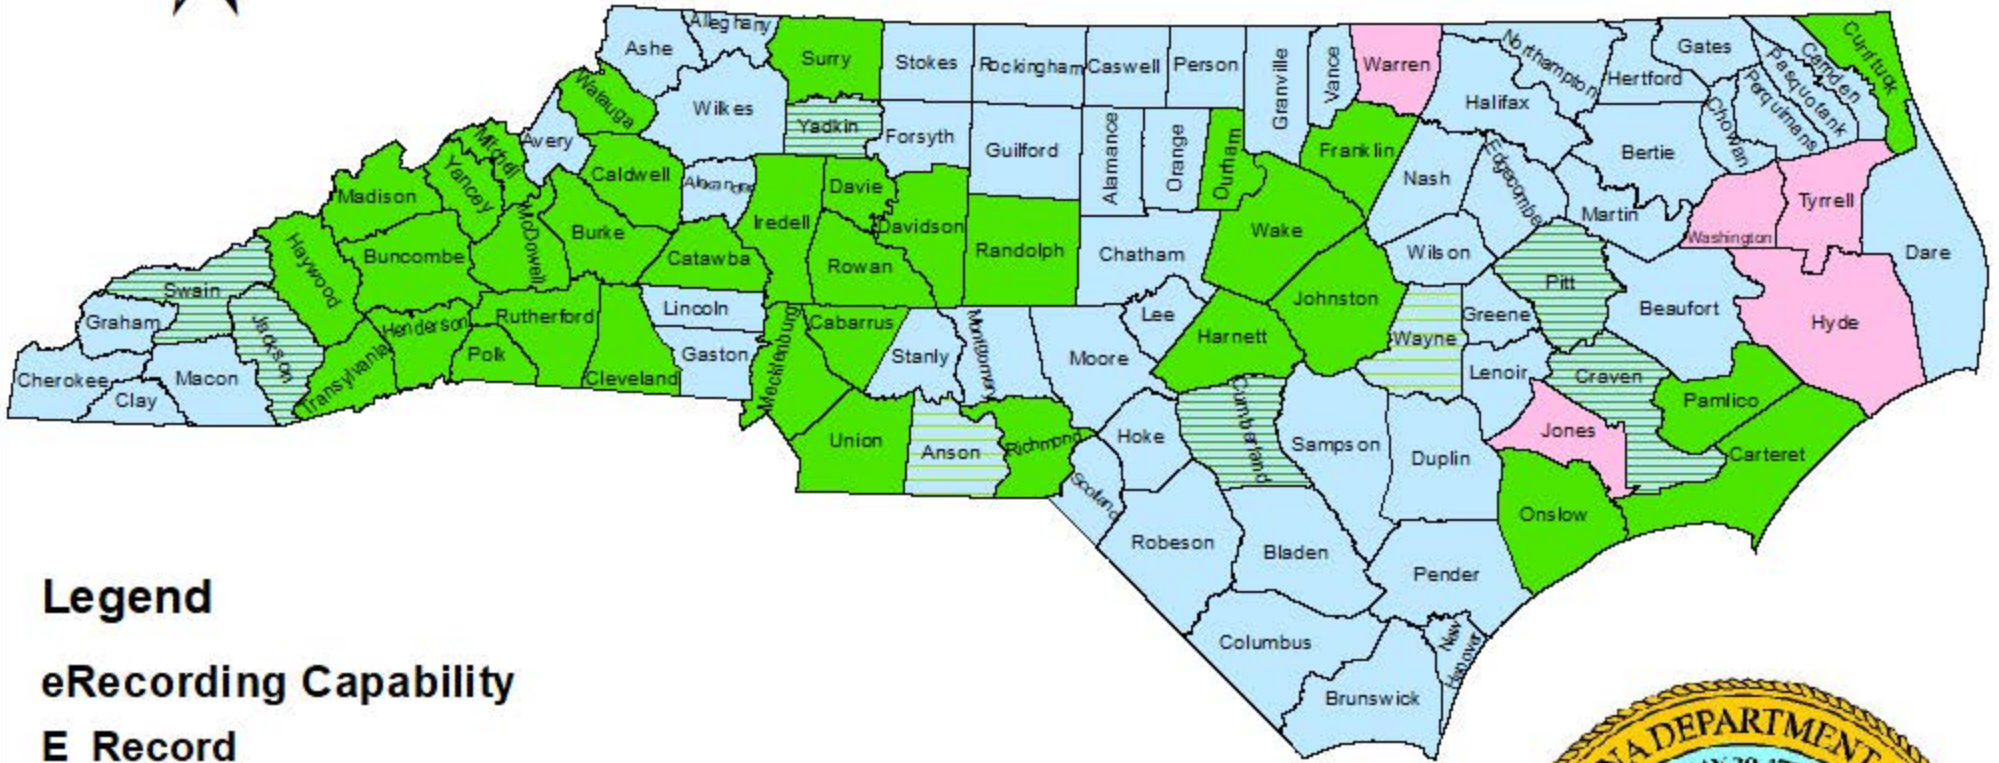 Alleghany
Ashe
Surry
Stokes
Rockingham
Caswell
Person
Granville
Vance
Warren
Northampton
Hertford
Gates
Camden
Pasquotank
Perquimans
Currituck
Watauga
Wilkes
Yadkin
Forsyth
Guilford
Alamance
Orange
Durham
Franklin
Halifax
Bertie
Chowan
Mitchell
Avery
Caldwell
Alexander
Iredell
Davie
Davidson
Randolph
Chatham
Wake
Nash
Edgecombe
Martin
Washington
Tyrrell
Dare
Madison
Yancey
McDowell
Burke
Catawba
Rowan
Wilson
Pitt
Beaufort
Hyde
Swain
Haywood
Buncombe
Rutherford
Lincoln
Cabarrus
Stanly
Montgomery
Moore
Lee
Harnett
Johnston
Wayne
Greene
Graham
Jackson
Henderson
Polk
Cleveland
Gaston
Mecklenburg
Lenoir
Craven
Pamlico
Cherokee
Clay
Macon
Transylvania
Union
Anson
Richmond
Hoke
Cumberland
Sampson
Duplin
Jones
Carteret
Scotland
Robeson
Bladen
Onslow
Pender
Columbus
Brunswick
New
Hanover
Legend
eRecording Capability
E_Record
NA DEPARTMENT